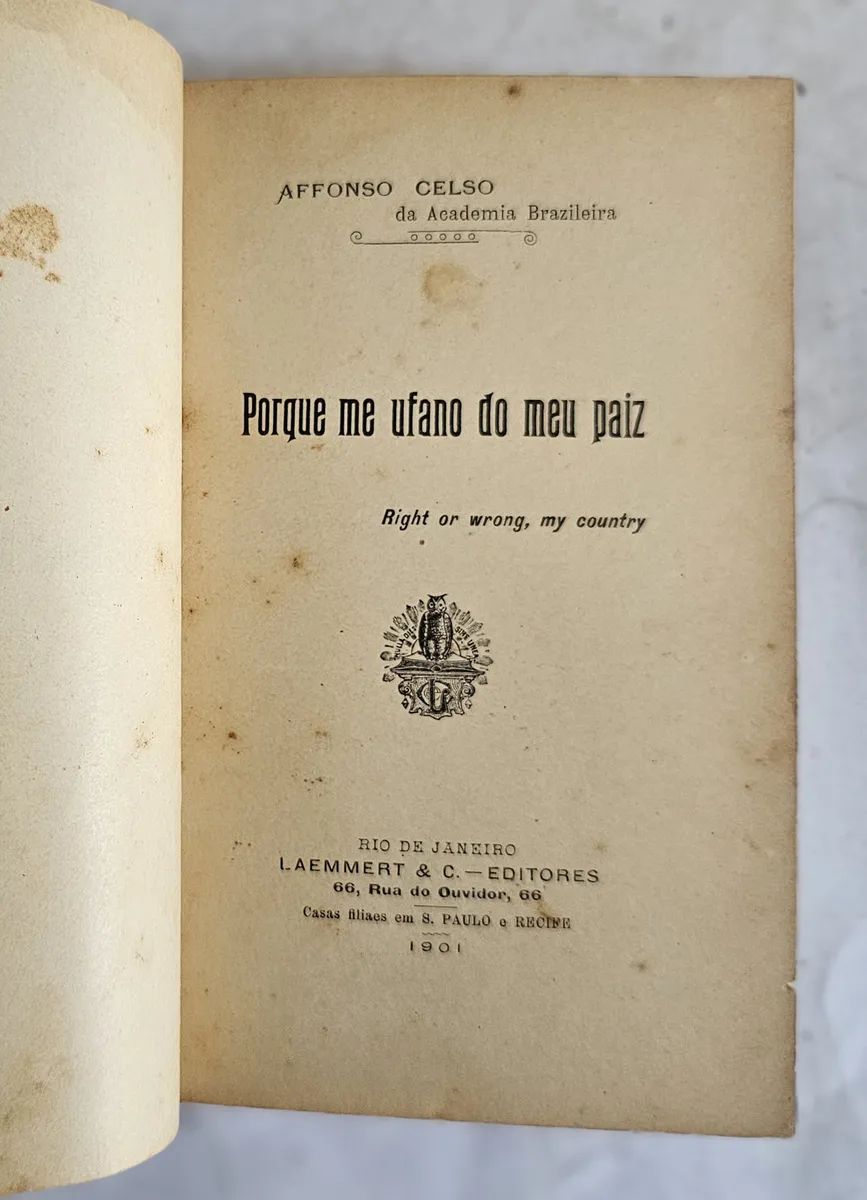 AFFONSO CELSO
da Academia Brazileira
Porque me ufano do meu paiz
Right or wrong, my country
RIO DE JANEIRO
LAEMMERT & C. — EDITORES
66, Rua do Ouvidor, 66
Casas filiaes em S. PAULO e RECIFE
1901